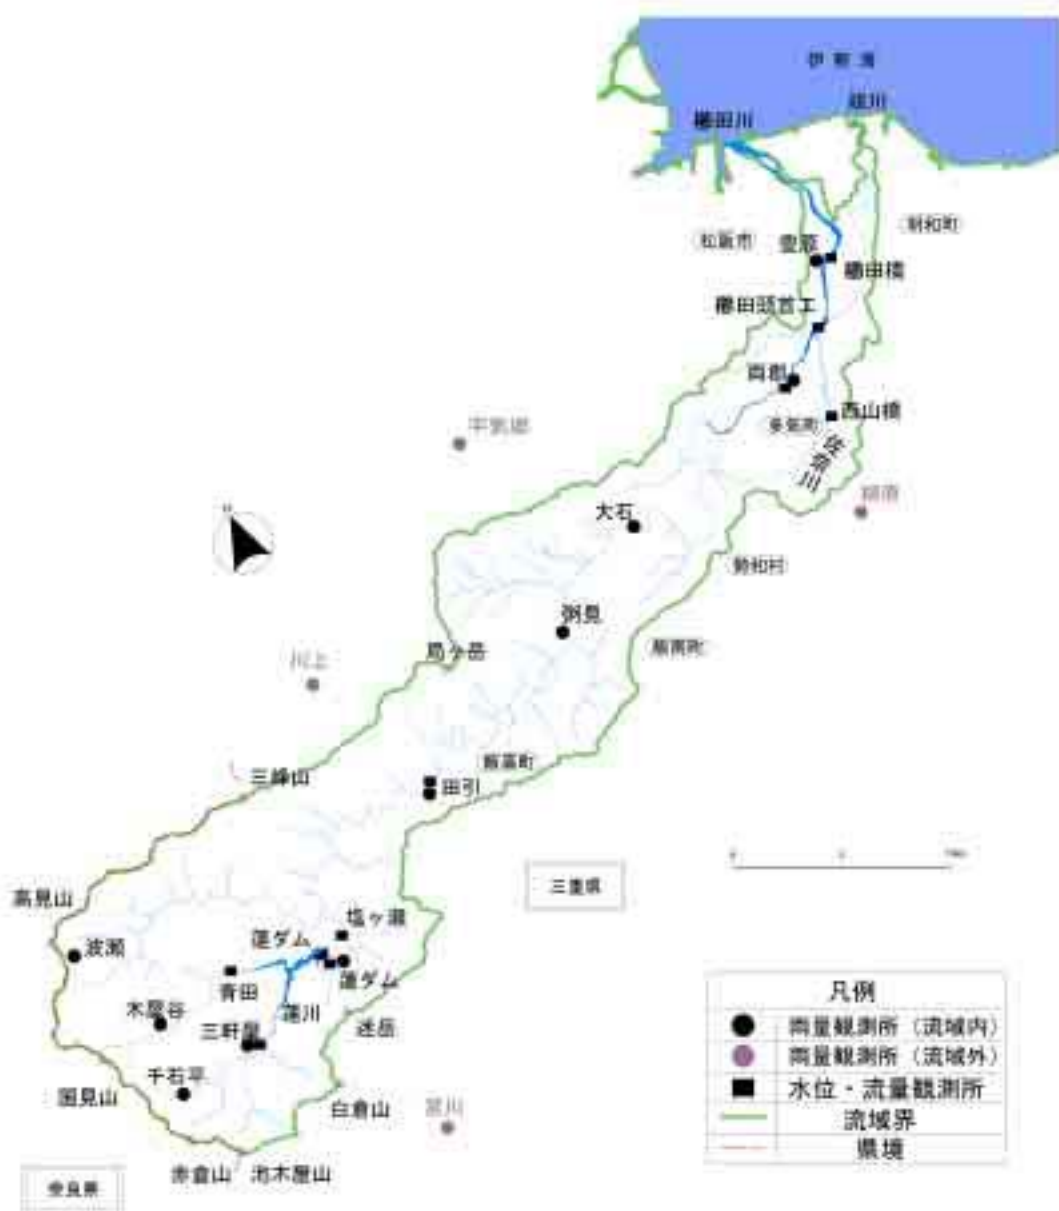 伊勢湾
祓川
櫛田川
松阪市
明和町
豊原
櫛田橋
櫛田頭首工
両郡
西山橋
多気町
佐奈川
大石
勢和村
粥見
飯南町
局ヶ岳
川上
三峰山
飯高町
田引
三重県
高見山
波瀬
塩ヶ瀬
蓮ダム
蓮ダム
青田
蓮川
木屋谷
三軒屋
迷岳
千石平
国見山
白倉山
宮川
赤倉山
池木屋山
奈良県
凡例
雨量観測所（流域内）
雨量観測所（流域外）
水位・流量観測所
流域界
県境